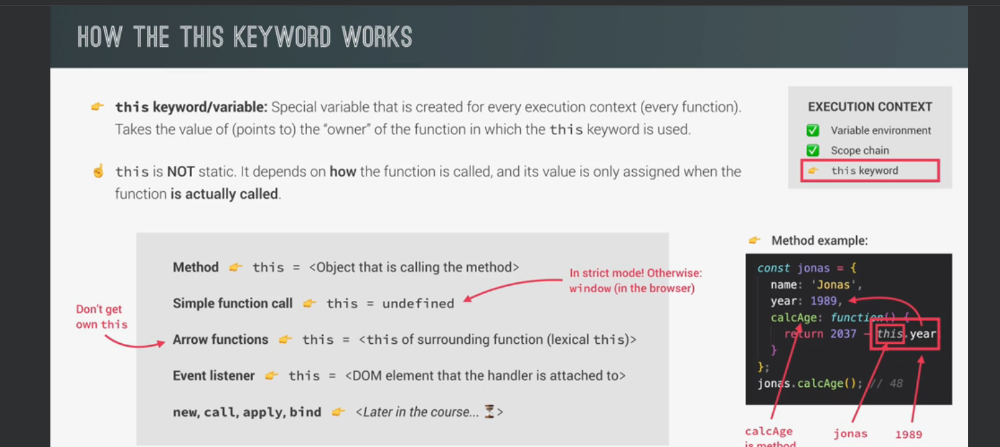 HOW THE THIS KEYWORD WORKS
👉 this keyword/variable: Special variable that is created for every execution context (every function).
Takes the value of (points to) the “owner” of the function in which the this keyword is used.
☝️ this is NOT static. It depends on how the function is called, and its value is only assigned when the
function is actually called.
EXECUTION CONTEXT
✅ Variable environment
✅ Scope chain
👉 this keyword
Method 👉 this = <Object that is calling the method>
In strict mode! Otherwise:
window (in the browser)
Simple function call 👉 this = undefined
Don’t get
own this
Arrow functions 👉 this = <this of surrounding function (lexical this)>
Event listener 👉 this = <DOM element that the handler is attached to>
new, call, apply, bind 👉 <Later in the course... ⏳>
👉 Method example:
const jonas = {
name: 'Jonas',
year: 1989,
calcAge: function() {
return 2037 - this.year
}
};
jonas.calcAge(); // 48
calcAge
is method
jonas
1989